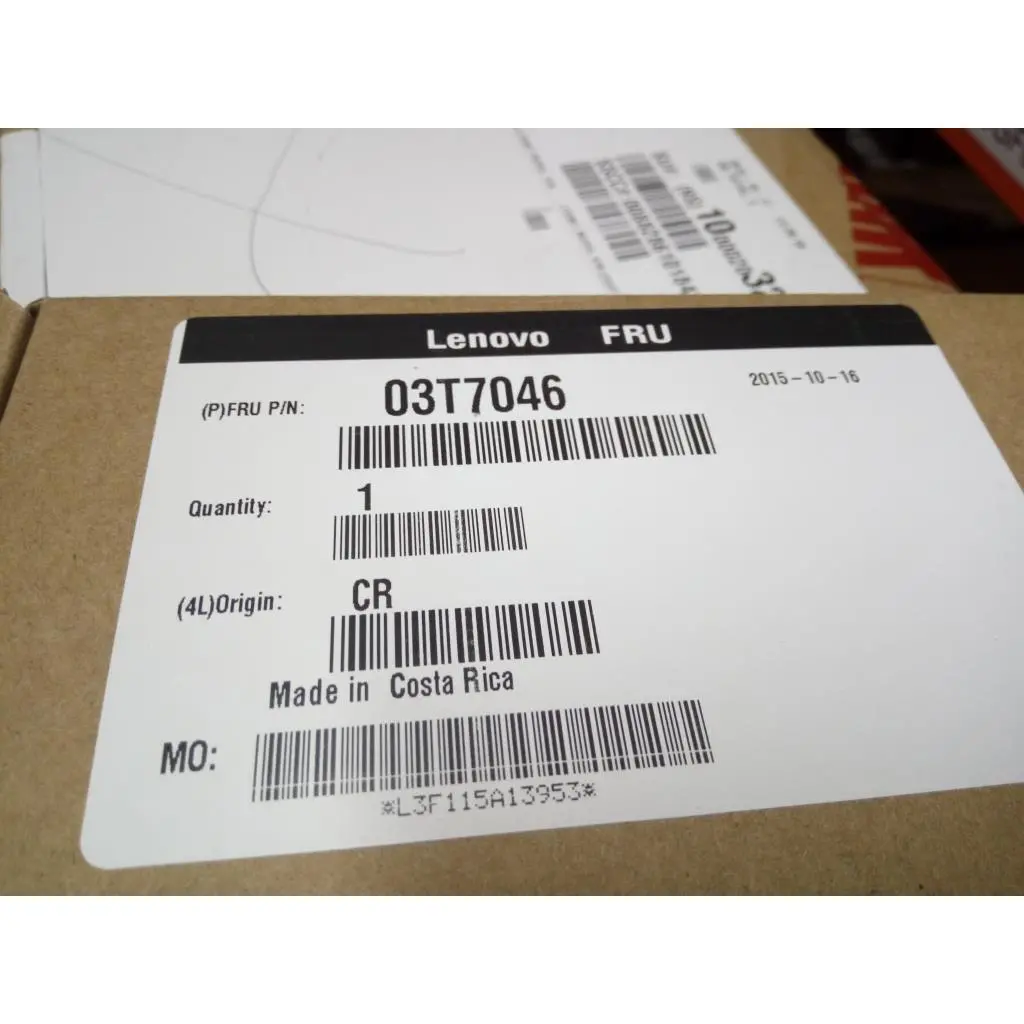 Lenovo FRU
(P)FRU P/N: 03T7046
2015-10-16
Quantity: 1
(4L)Origin: CR
Made in Costa Rica
MO:
*L3F115A13953*